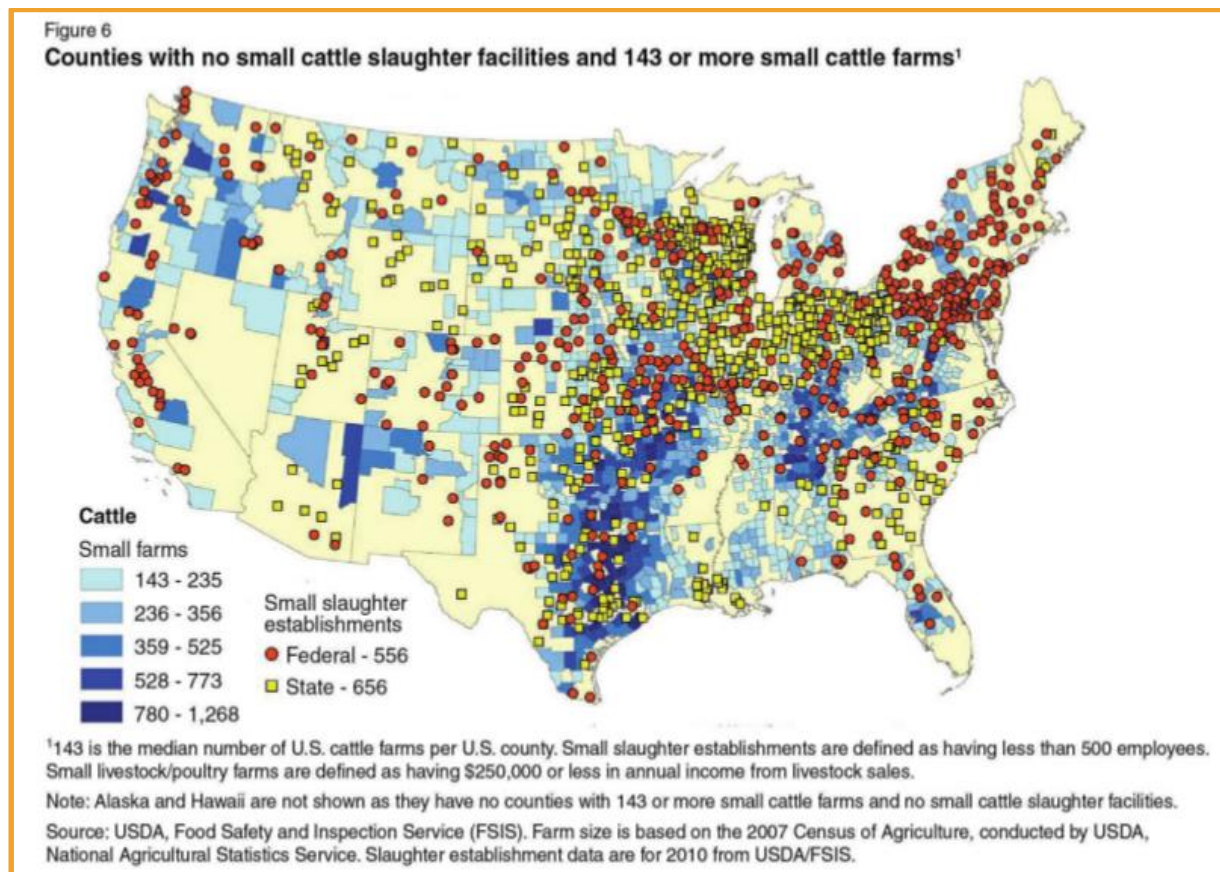 Figure 6
Counties with no small cattle slaughter facilities and 143 or more small cattle farms¹
Cattle
Small farms
143 - 235
236 - 356
359 - 525
528 - 773
780 - 1,268
Small slaughter
establishments
Federal - 556
State - 656
¹143 is the median number of U.S. cattle farms per U.S. county. Small slaughter establishments are defined as having less than 500 employees.
Small livestock/poultry farms are defined as having $250,000 or less in annual income from livestock sales.
Note: Alaska and Hawaii are not shown as they have no counties with 143 or more small cattle farms and no small cattle slaughter facilities.
Source: USDA, Food Safety and Inspection Service (FSIS). Farm size is based on the 2007 Census of Agriculture, conducted by USDA,
National Agricultural Statistics Service. Slaughter establishment data are for 2010 from USDA/FSIS.